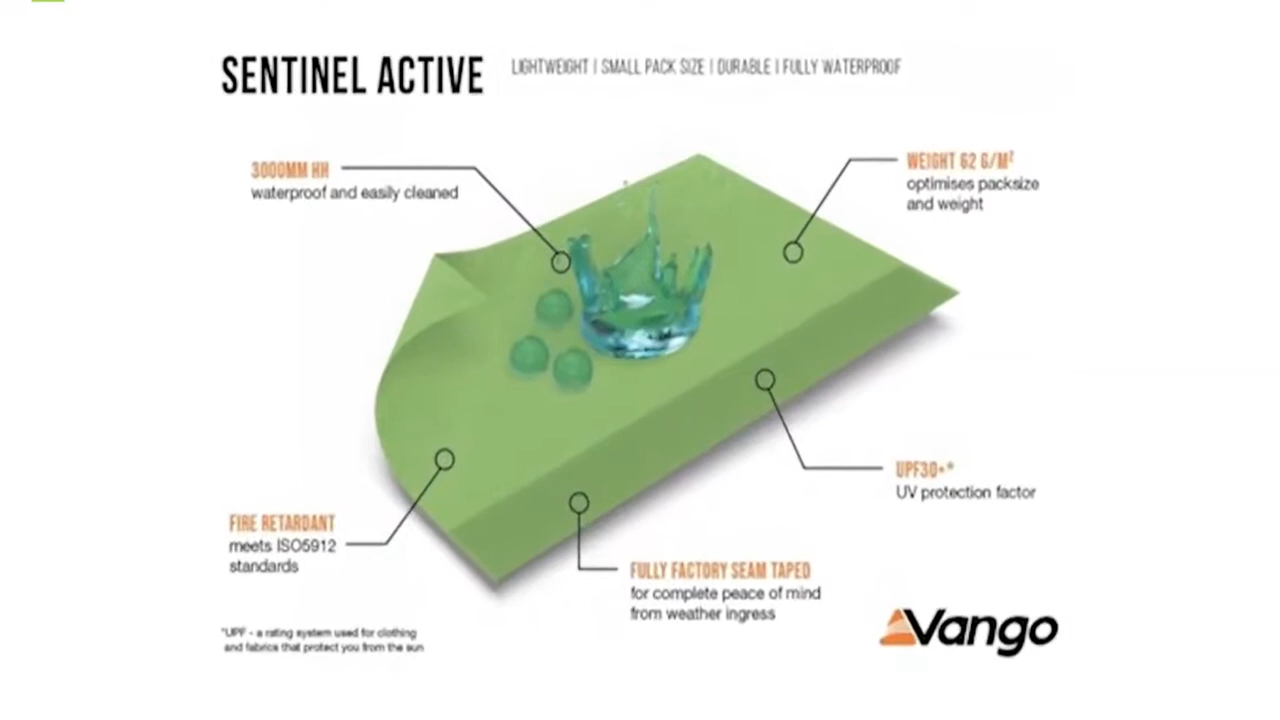 SENTINEL ACTIVE
LIGHTWEIGHT | SMALL PACK SIZE | DURABLE | FULLY WATERPROOF
3000MM HH
waterproof and easily cleaned
WEIGHT 62 G/M²
optimises packsize
and weight
UPF30+*
UV protection factor
FIRE RETARDANT
meets ISO5912
standards
FULLY FACTORY SEAM TAPED
for complete peace of mind
from weather ingress
*UPF - a rating system used for clothing
and fabrics that protect you from the sun
Vango